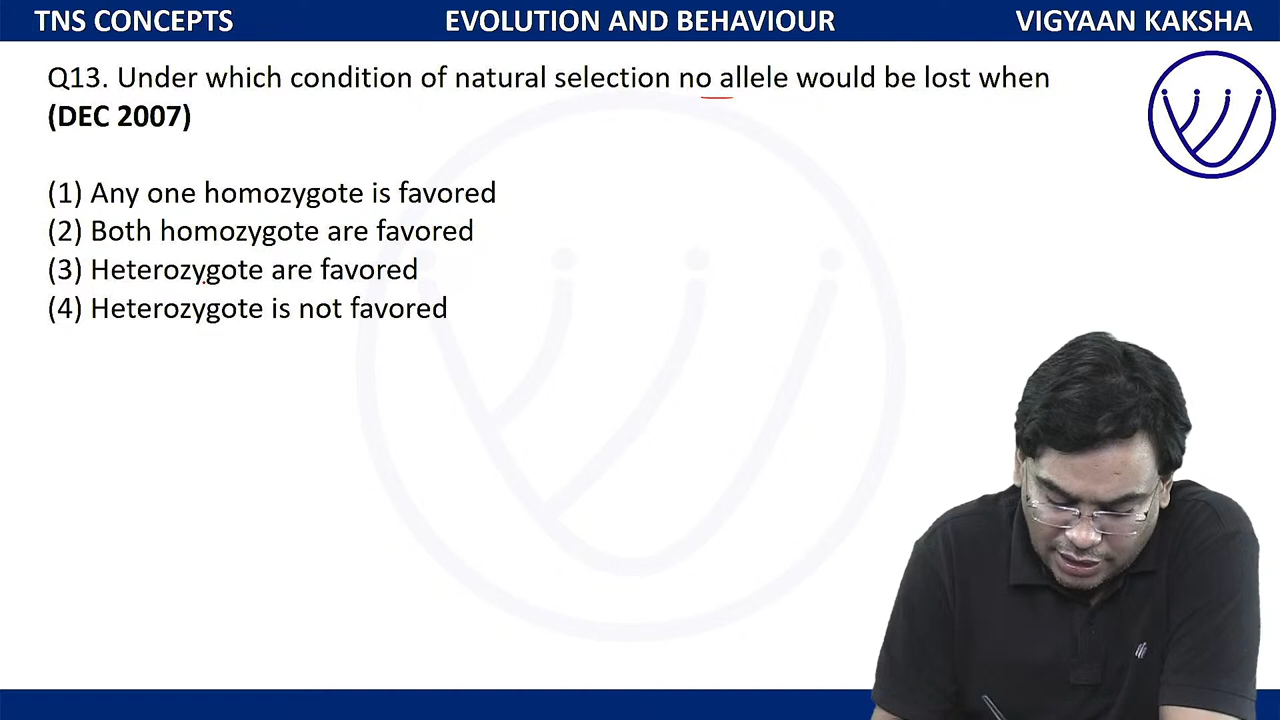 TNS CONCEPTS EVOLUTION AND BEHAVIOUR VIGYAAN KAKSHA
Q13. Under which condition of natural selection no allele would be lost when
(DEC 2007)
(1) Any one homozygote is favored
(2) Both homozygote are favored
(3) Heterozygote are favored
(4) Heterozygote is not favored